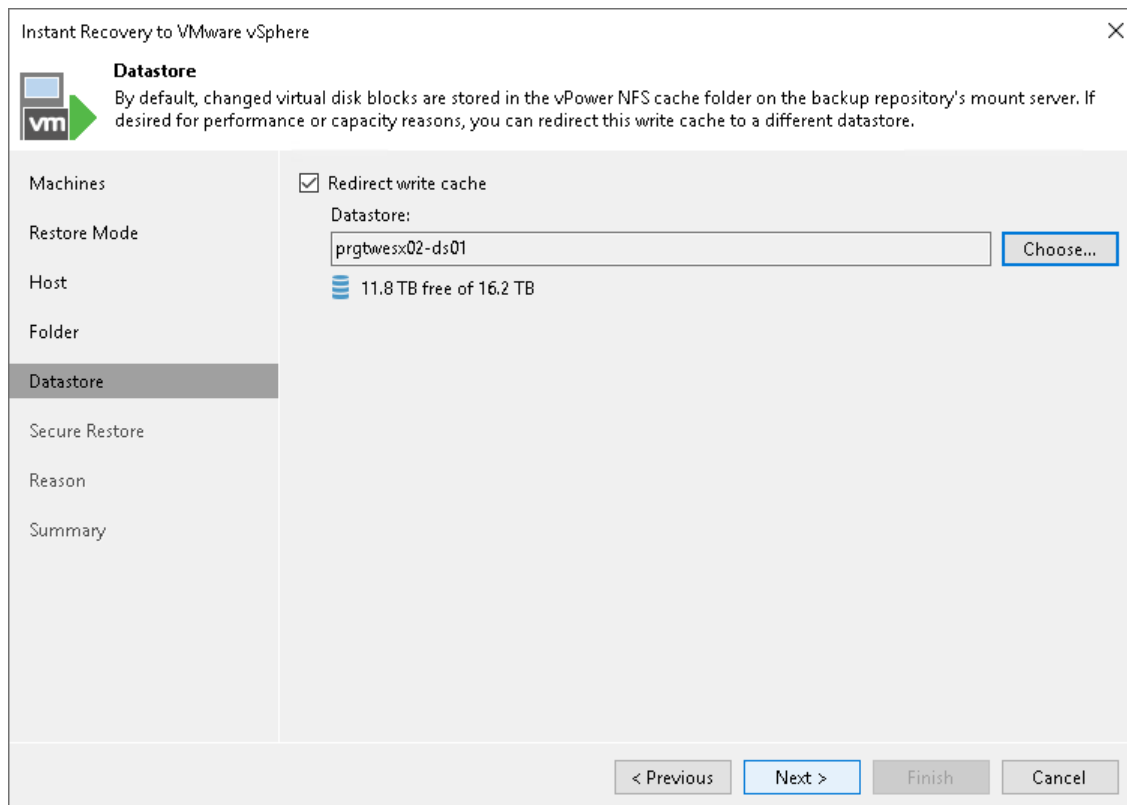 Instant Recovery to VMware vSphere
Datastore
By default, changed virtual disk blocks are stored in the vPower NFS cache folder on the backup repository's mount server. If
desired for performance or capacity reasons, you can redirect this write cache to a different datastore.
vm
Machines
Restore Mode
Host
Folder
Datastore
Secure Restore
Reason
Summary
Redirect write cache
Datastore:
prgtwesx02-ds01
Choose...
11.8 TB free of 16.2 TB
< Previous
Next >
Finish
Cancel